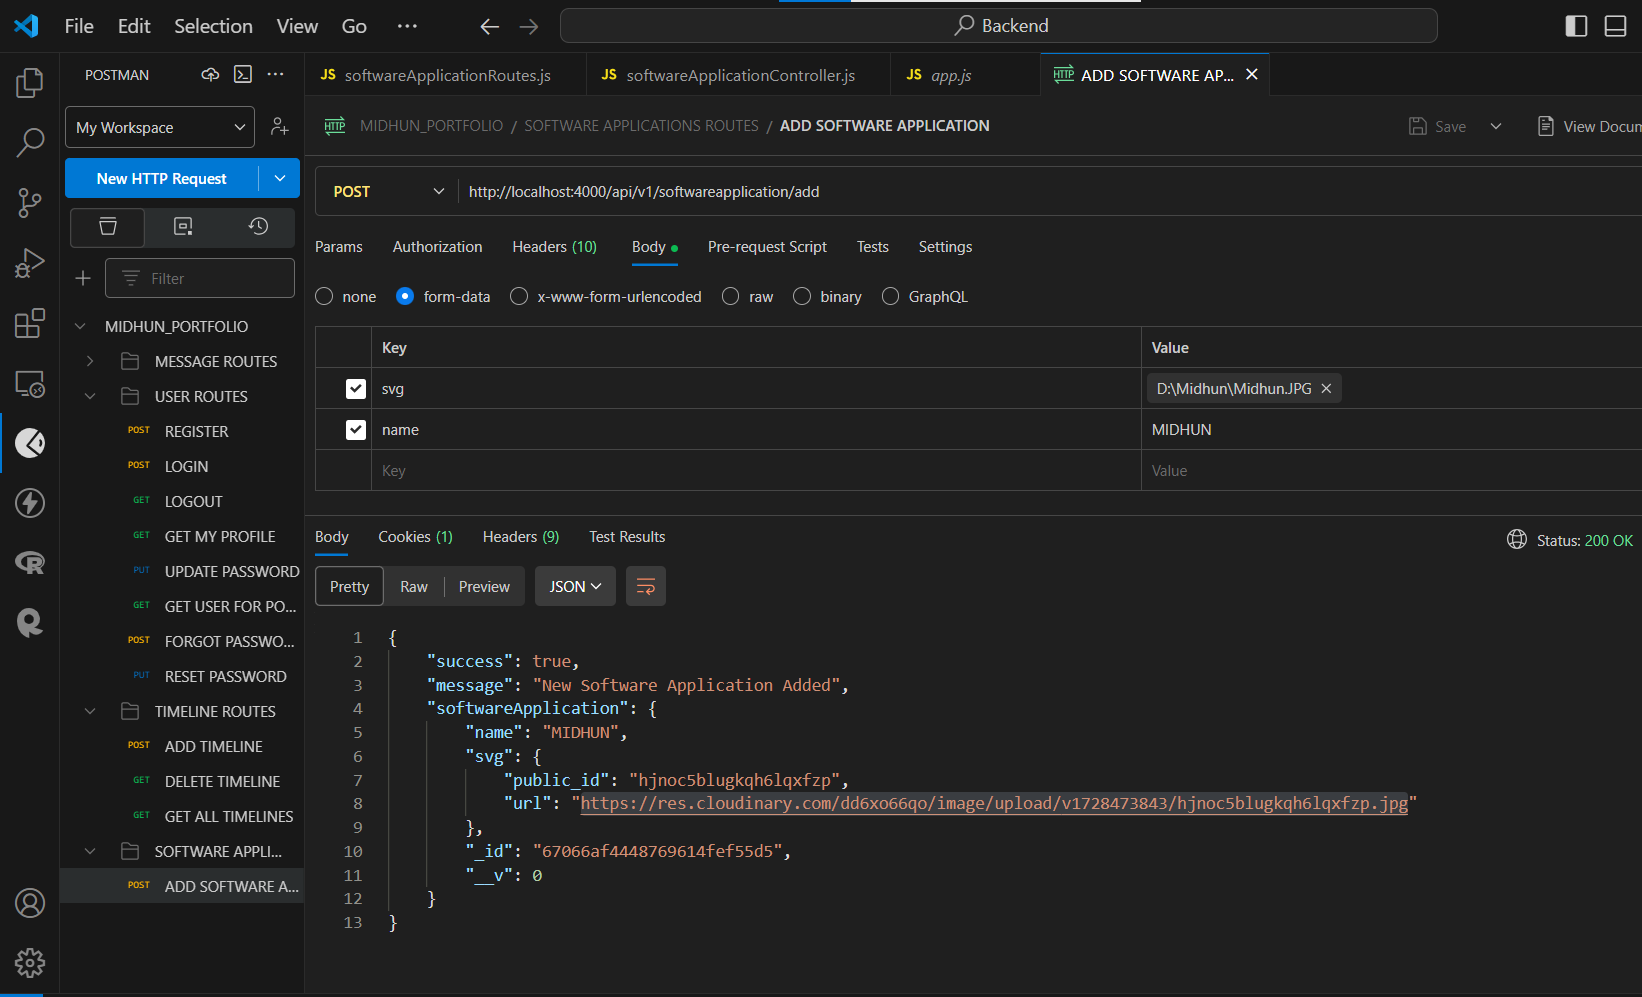 File Edit Selection View Go ··· Backend
POSTMAN
JS softwareApplicationRoutes.js JS softwareApplicationController.js JS app.js HTTP ADD SOFTWARE AP...
My Workspace
HTTP MIDHUN_PORTFOLIO / SOFTWARE APPLICATIONS ROUTES / ADD SOFTWARE APPLICATION Save View Docum
New HTTP Request
POST http://localhost:4000/api/v1/softwareapplication/add
Params Authorization Headers (10) Body Pre-request Script Tests Settings
Filter
none form-data x-www-form-urlencoded raw binary GraphQL
MIDHUN_PORTFOLIO
MESSAGE ROUTES
USER ROUTES
POST REGISTER
POST LOGIN
GET LOGOUT
GET GET MY PROFILE
PUT UPDATE PASSWORD
GET GET USER FOR PO...
POST FORGOT PASSWO...
PUT RESET PASSWORD
TIMELINE ROUTES
POST ADD TIMELINE
GET DELETE TIMELINE
GET GET ALL TIMELINES
SOFTWARE APPLI...
POST ADD SOFTWARE A...
Key Value
svg D:\Midhun\Midhun.JPG
name MIDHUN
Key Value
Body Cookies (1) Headers (9) Test Results Status: 200 OK
Pretty Raw Preview JSON
1 {
2 "success": true,
3 "message": "New Software Application Added",
4 "softwareApplication": {
5 "name": "MIDHUN",
6 "svg": {
7 "public_id": "hjnoc5blugkqh6lqxfzp",
8 "url": "https://res.cloudinary.com/dd6xo66qo/image/upload/v1728473843/hjnoc5blugkqh6lqxfzp.jpg"
9 },
10 "_id": "67066af4448769614fef55d5",
11 "__v": 0
12 }
13 }